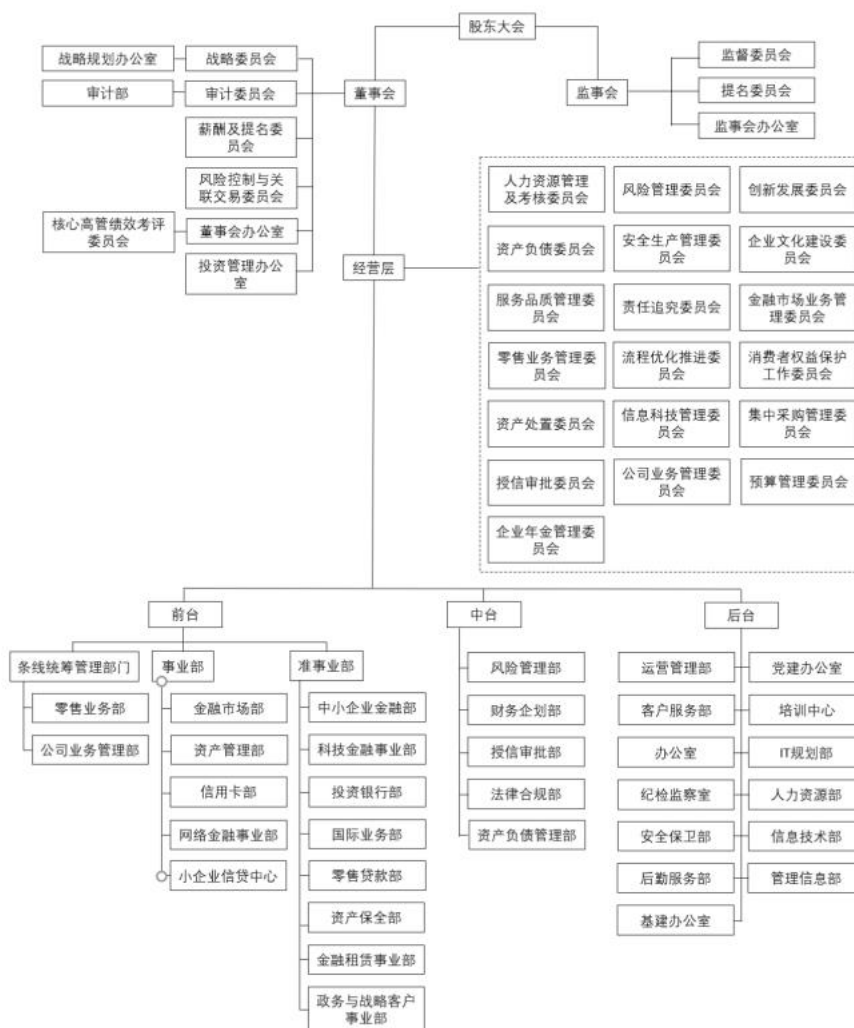 股东大会
战略规划办公室
战略委员会
审计部
审计委员会
薪酬及提名委
员会
风险控制与关
联交易委员会
核心高管绩效考评
委员会
董事会办公室
投资管理办公
室
董事会
监事会
监督委员会
提名委员会
监事会办公室
经营层
人力资源管理
及考核委员会
风险管理委员会
创新发展委员会
资产负债委员会
安全生产管理委
员会
企业文化建设委
员会
服务品质管理委
员会
责任追究委员会
金融市场业务管
理委员会
零售业务管理委
员会
流程优化推进委
员会
消费者权益保护
工作委员会
资产处置委员会
信息科技管理委
员会
集中采购管理委
员会
授信审批委员会
公司业务管理委
员会
预算管理委员会
企业年金管理委
员会
前台
中台
后台
条线统筹管理部门
零售业务部
公司业务管理部
事业部
金融市场部
资产管理部
信用卡部
网络金融事业部
小企业信贷中心
准事业部
中小企业金融部
科技金融事业部
投资银行部
国际业务部
零售贷款部
资产保全部
金融租赁事业部
政务与战略客户
事业部
风险管理部
财务企划部
授信审批部
法律合规部
资产负债管理部
运营管理部
党建办公室
客户服务部
培训中心
办公室
IT规划部
纪检监察室
人力资源部
安全保卫部
信息技术部
后勤服务部
管理信息部
基建办公室